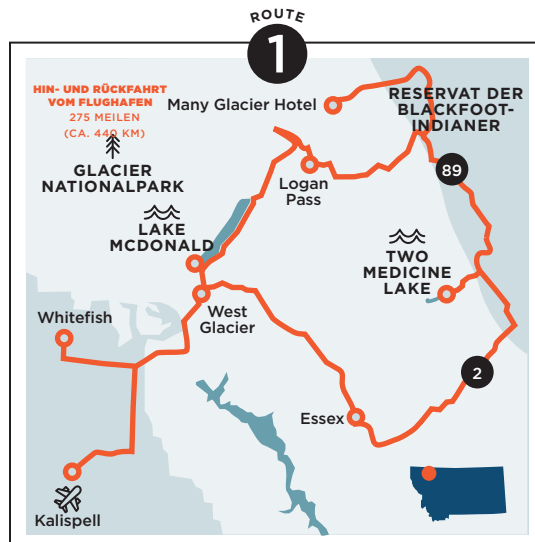 ROUTE
1
HIN- UND RÜCKFAHRT
VOM FLUGHAFEN
275 MEILEN
(CA. 440 KM)
Many Glacier Hotel
RESERVAT DER
BLACKFOOT-
INDIANER
GLACIER
NATIONALPARK
Logan
Pass
89
LAKE
MCDONALD
TWO
MEDICINE
LAKE
West
Glacier
Whitefish
2
Essex
Kalispell